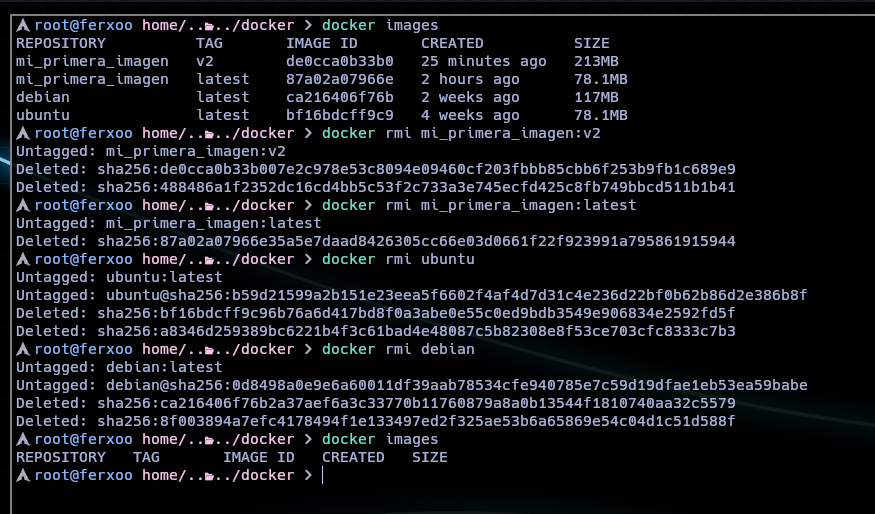 root@ferxoo home/..../docker > docker images
REPOSITORY TAG IMAGE ID CREATED SIZE
mi_primera_imagen v2 de0cca0b33b0 25 minutes ago 213MB
mi_primera_imagen latest 87a02a07966e 2 hours ago 78.1MB
debian latest ca216406f76b 2 weeks ago 117MB
ubuntu latest bf16bdcff9c9 4 weeks ago 78.1MB
root@ferxoo home/..../docker > docker rmi mi_primera_imagen:v2
Untagged: mi_primera_imagen:v2
Deleted: sha256:de0cca0b33b007e2c978e53c8094e09460cf203fbbb85cbb6f253b9fb1c689e9
Deleted: sha256:488486a1f2352dc16cd4bb5c53f2c733a3e745ecfd425c8fb749bbcd511b1b41
root@ferxoo home/..../docker > docker rmi mi_primera_imagen:latest
Untagged: mi_primera_imagen:latest
Deleted: sha256:87a02a07966e35a5e7daad8426305cc66e03d0661f22f923991a795861915944
root@ferxoo home/..../docker > docker rmi ubuntu
Untagged: ubuntu:latest
Untagged: ubuntu@sha256:b59d21599a2b151e23eea5f6602f4af4d7d31c4e236d22bf0b62b86d2e386b8f
Deleted: sha256:bf16bdcff9c96b76a6d417bd8f0a3abe0e55c0ed9bdb3549e906834e2592fd5f
Deleted: sha256:a8346d259389bc6221b4f3c61bad4e48087c5b82308e8f53ce703cfc8333c7b3
root@ferxoo home/..../docker > docker rmi debian
Untagged: debian:latest
Untagged: debian@sha256:0d8498a0e9e6a60011df39aab78534cfe940785e7c59d19dfae1eb53ea59babe
Deleted: sha256:ca216406f76b2a37aef6a3c33770b11760879a8a0b13544f1810740aa32c5579
Deleted: sha256:8f003894a7efc4178494f1e133497ed2f325ae53b6a65869e54c04d1c51d588f
root@ferxoo home/..../docker > docker images
REPOSITORY TAG IMAGE ID CREATED SIZE
root@ferxoo home/..../docker >